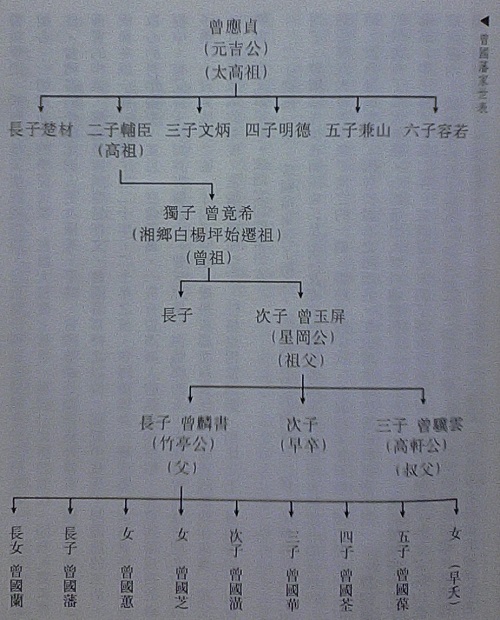 曾國藩家世表
曾應貞
(元吉公)
(太高祖)
長子楚材 二子輔臣 三子文炳 四子明德 五子兼山 六子容若
(高祖)
獨子 曾竟希
(湘鄉白楊坪始遷祖)
(曾祖)
長子 次子 曾玉屏
(星岡公)
(祖父)
長子 曾麟書 次子 三子 曾驥雲
(竹亭公) (早卒) (高軒公)
(父) (叔父)
長女 曾國蘭
長子 曾國藩
女 曾國蕙
女 曾國芝
次子 曾國潢
三子 曾國華
四子 曾國荃
五子 曾國葆
女 (早夭)